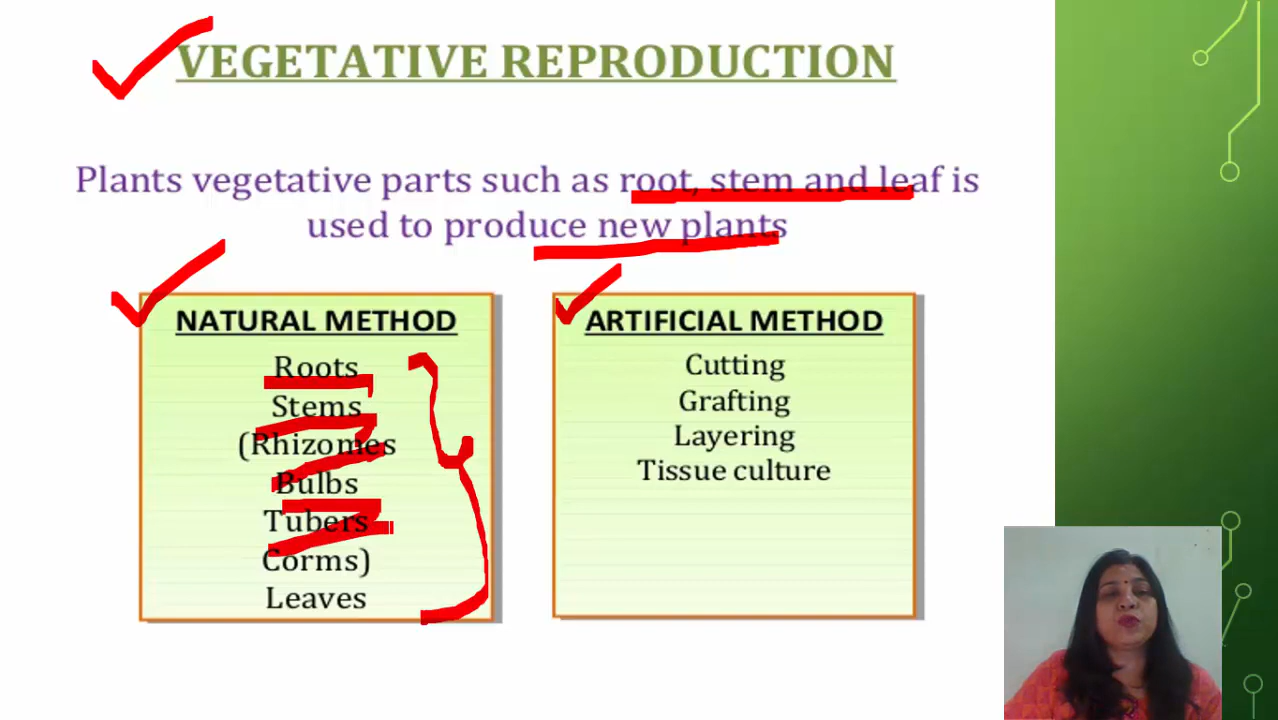 VEGETATIVE REPRODUCTION
Plants vegetative parts such as root, stem and leaf is
used to produce new plants
NATURAL METHOD
Roots
Stems
(Rhizomes
Bulbs
Tubers
Corms)
Leaves
ARTIFICIAL METHOD
Cutting
Grafting
Layering
Tissue culture